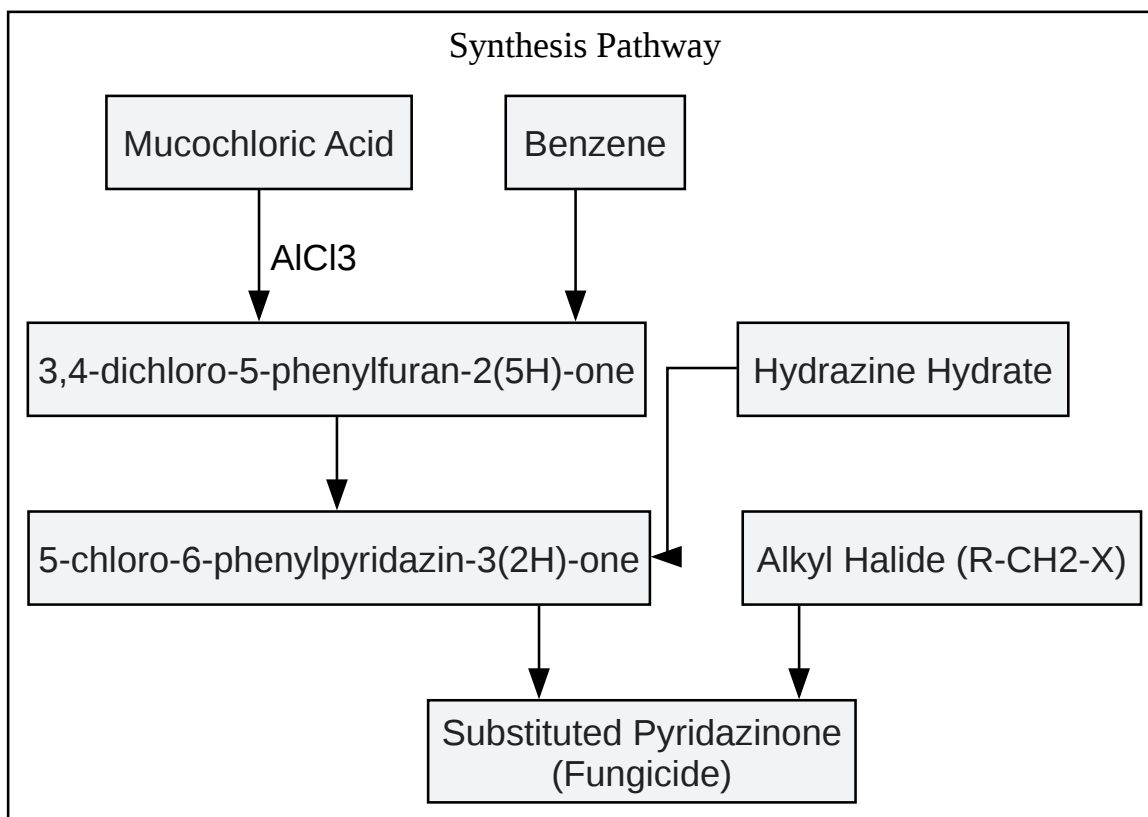 Synthesis Pathway
Mucochloric Acid
Benzene
AlCl3
3,4-dichloro-5-phenylfuran-2(5H)-one
Hydrazine Hydrate
5-chloro-6-phenylpyridazin-3(2H)-one
Alkyl Halide (R-CH2-X)
Substituted Pyridazinone
(Fungicide)